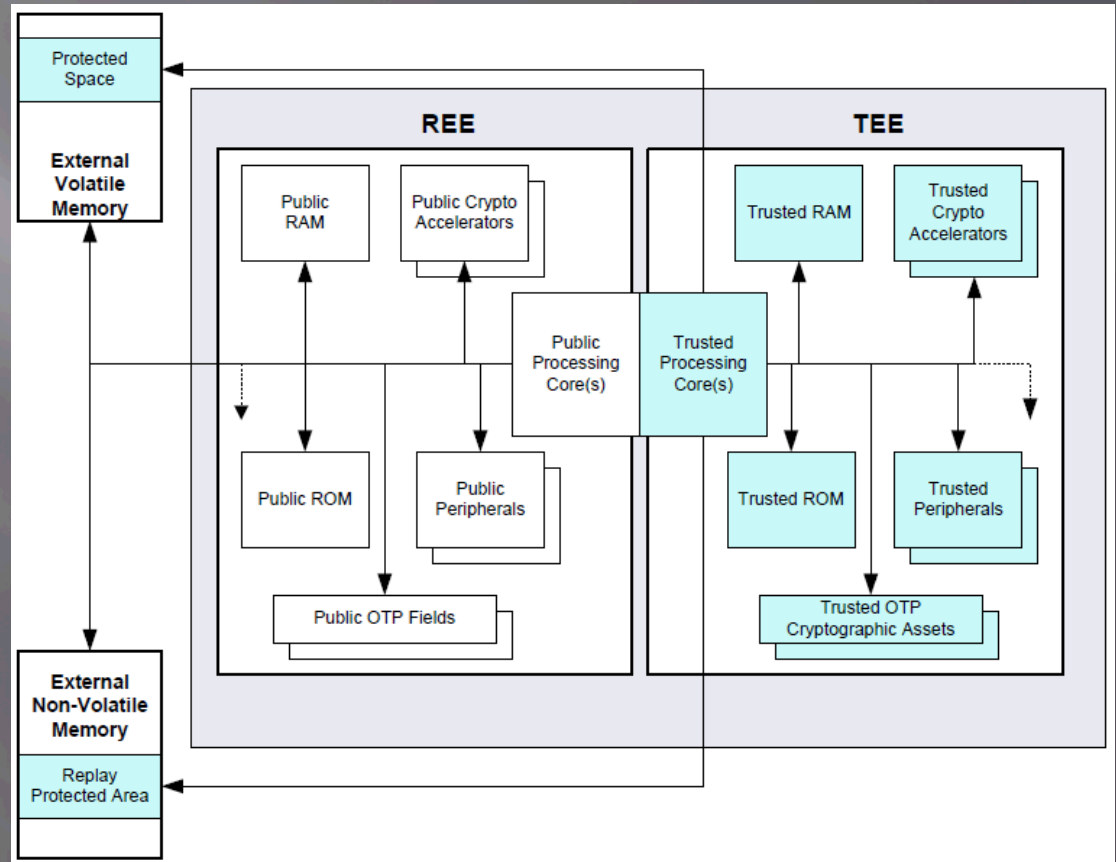 Protected
Space
External
Volatile
Memory
REE
TEE
Public
RAM
Public Crypto
Accelerators
Trusted RAM
Trusted
Crypto
Accelerators
Public
Processing
Core(s)
Trusted
Processing
Core(s)
Public ROM
Public
Peripherals
Trusted ROM
Trusted
Peripherals
Public OTP Fields
Trusted OTP
Cryptographic Assets
External
Non-Volatile
Memory
Replay
Protected Area